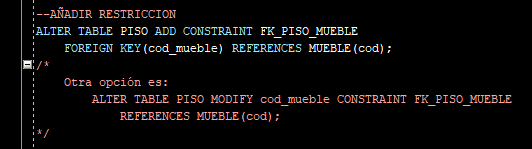 --AÑADIR RESTRICCION
ALTER TABLE PISO ADD CONSTRAINT FK_PISO_MUEBLE
FOREIGN KEY(cod_mueble) REFERENCES MUEBLE(cod);
/*
Otra opción es:
ALTER TABLE PISO MODIFY cod_mueble CONSTRAINT FK_PISO_MUEBLE
REFERENCES MUEBLE(cod);
*/